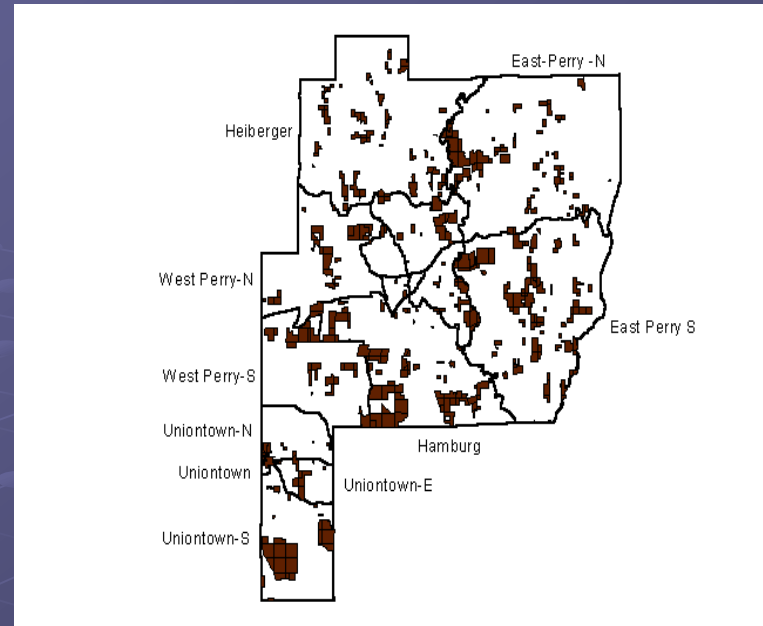 East-Perry -N
Heiberger
West Perry-N
East Perry S
West Perry-S
Uniontown-N
Hamburg
Uniontown
Uniontown-E
Uniontown-S